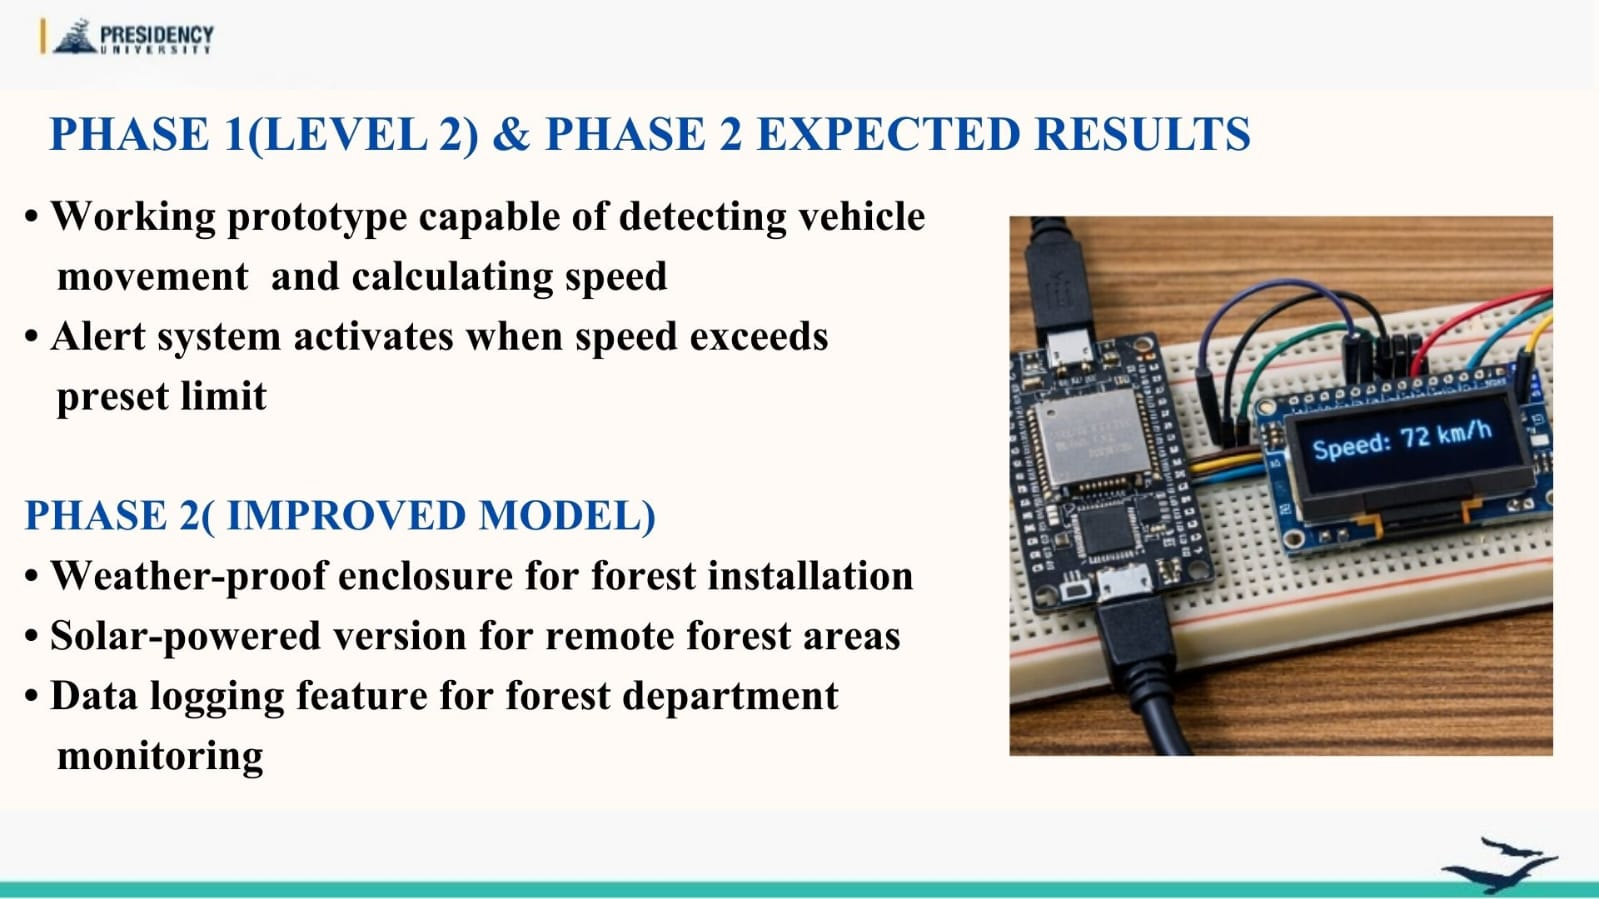 PRESIDENCY
UNIVERSITY
PHASE 1(LEVEL 2) & PHASE 2 EXPECTED RESULTS
• Working prototype capable of detecting vehicle
movement and calculating speed
• Alert system activates when speed exceeds
preset limit
PHASE 2( IMPROVED MODEL)
• Weather-proof enclosure for forest installation
• Solar-powered version for remote forest areas
• Data logging feature for forest department
monitoring
Speed: 72 km/h